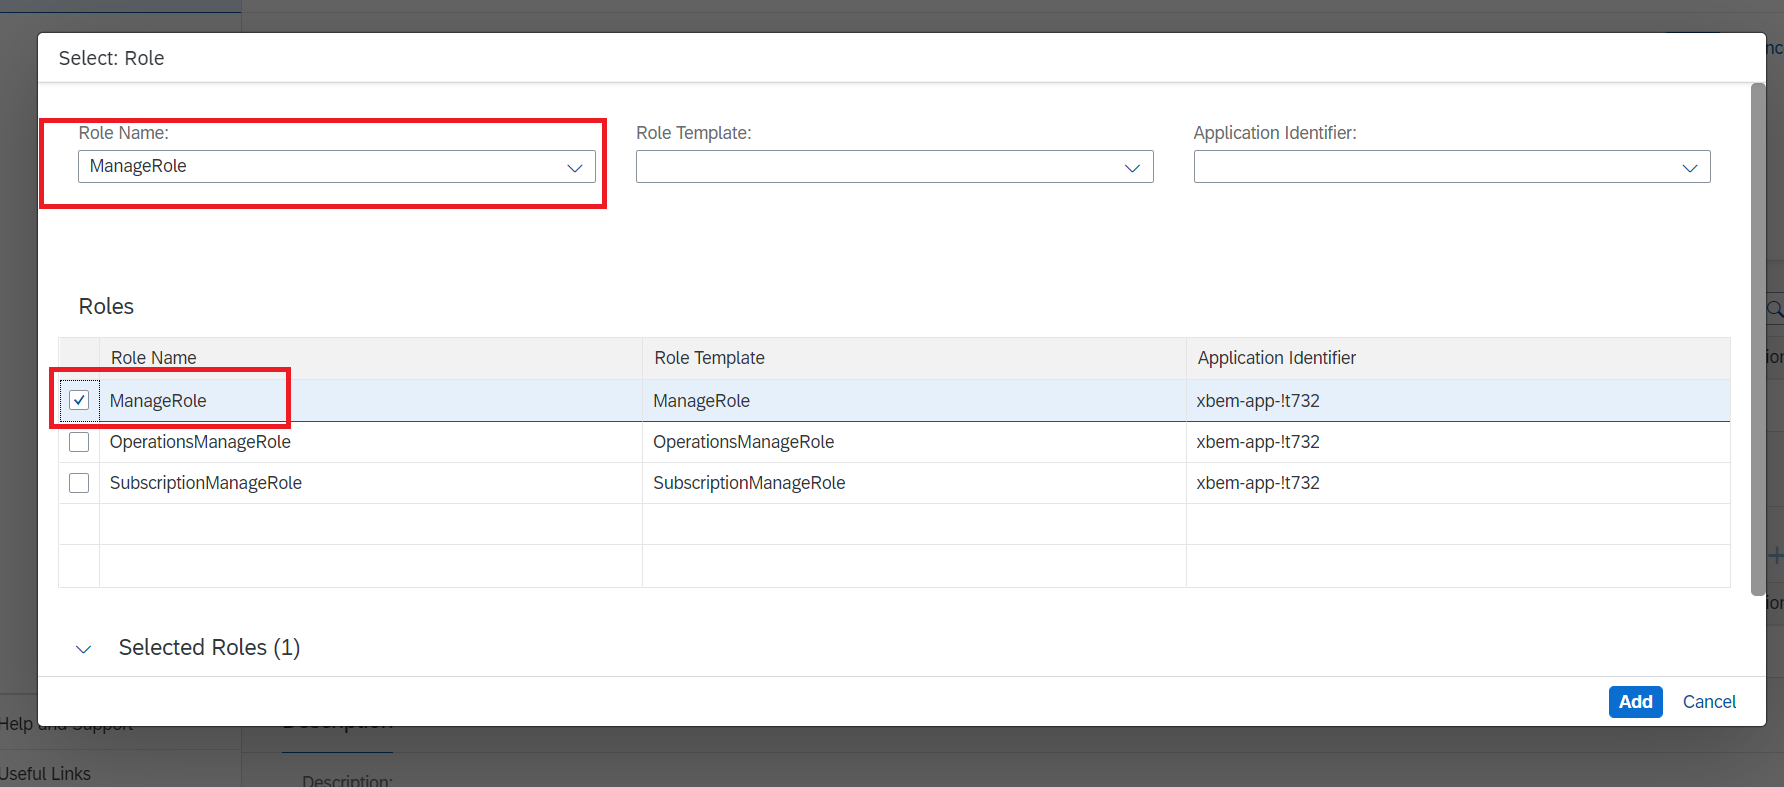 Select: Role
Role Name:
Role Template:
Application Identifier:
ManageRole
Roles
Role Name Role Template Application Identifier
ManageRole ManageRole xbem-app-!t732
OperationsManageRole OperationsManageRole xbem-app-!t732
SubscriptionManageRole SubscriptionManageRole xbem-app-!t732
Selected Roles (1)
Add Cancel
Help and Support
Description
Useful Links
Description: